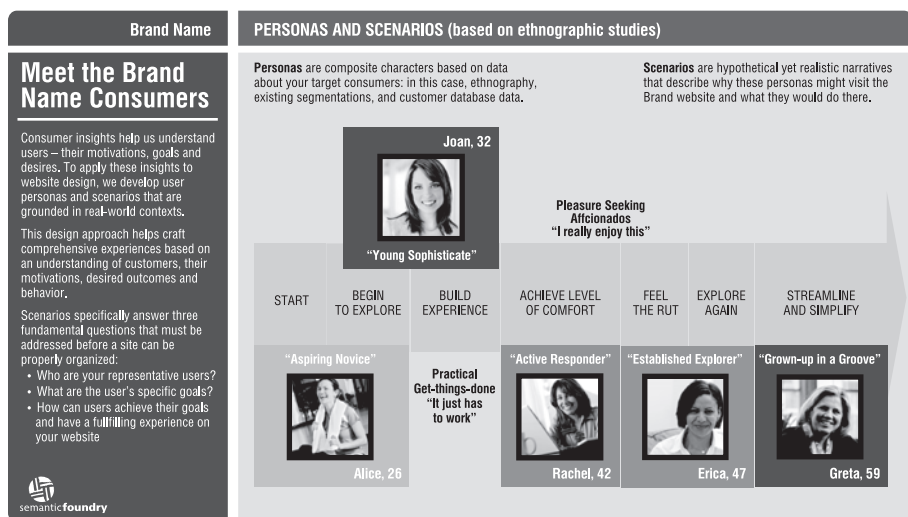 Brand Name
PERSONAS AND SCENARIOS (based on ethnographic studies)
Meet the Brand
Name Consumers
Consumer insights help us understand
users – their motivations, goals and
desires. To apply these insights to
website design, we develop user
personas and scenarios that are
grounded in real-world contexts.
This design approach helps craft
comprehensive experiences based on
an understanding of customers, their
motivations, desired outcomes and
behavior.
Scenarios specifically answer three
fundamental questions that must be
addressed before a site can be
properly organized:
• Who are your representative users?
• What are the user's specific goals?
• How can users achieve their goals
and have a fullfilling experience on
your website
semanticfoundry
Personas are composite characters based on data
about your target consumers: in this case, ethnography,
existing segmentations, and customer database data.
Scenarios are hypothetical yet realistic narratives
that describe why these personas might visit the
Brand website and what they would do there.
Joan, 32
“Young Sophisticate”
Pleasure Seeking
Affcionados
“I really enjoy this”
START
BEGIN
TO EXPLORE
BUILD
EXPERIENCE
ACHIEVE LEVEL
OF COMFORT
FEEL
THE RUT
EXPLORE
AGAIN
STREAMLINE
AND SIMPLIFY
“Aspiring Novice”
Alice, 26
Practical
Get-things-done
“It just has
to work”
“Active Responder”
Rachel, 42
“Established Explorer”
Erica, 47
“Grown-up in a Groove”
Greta, 59